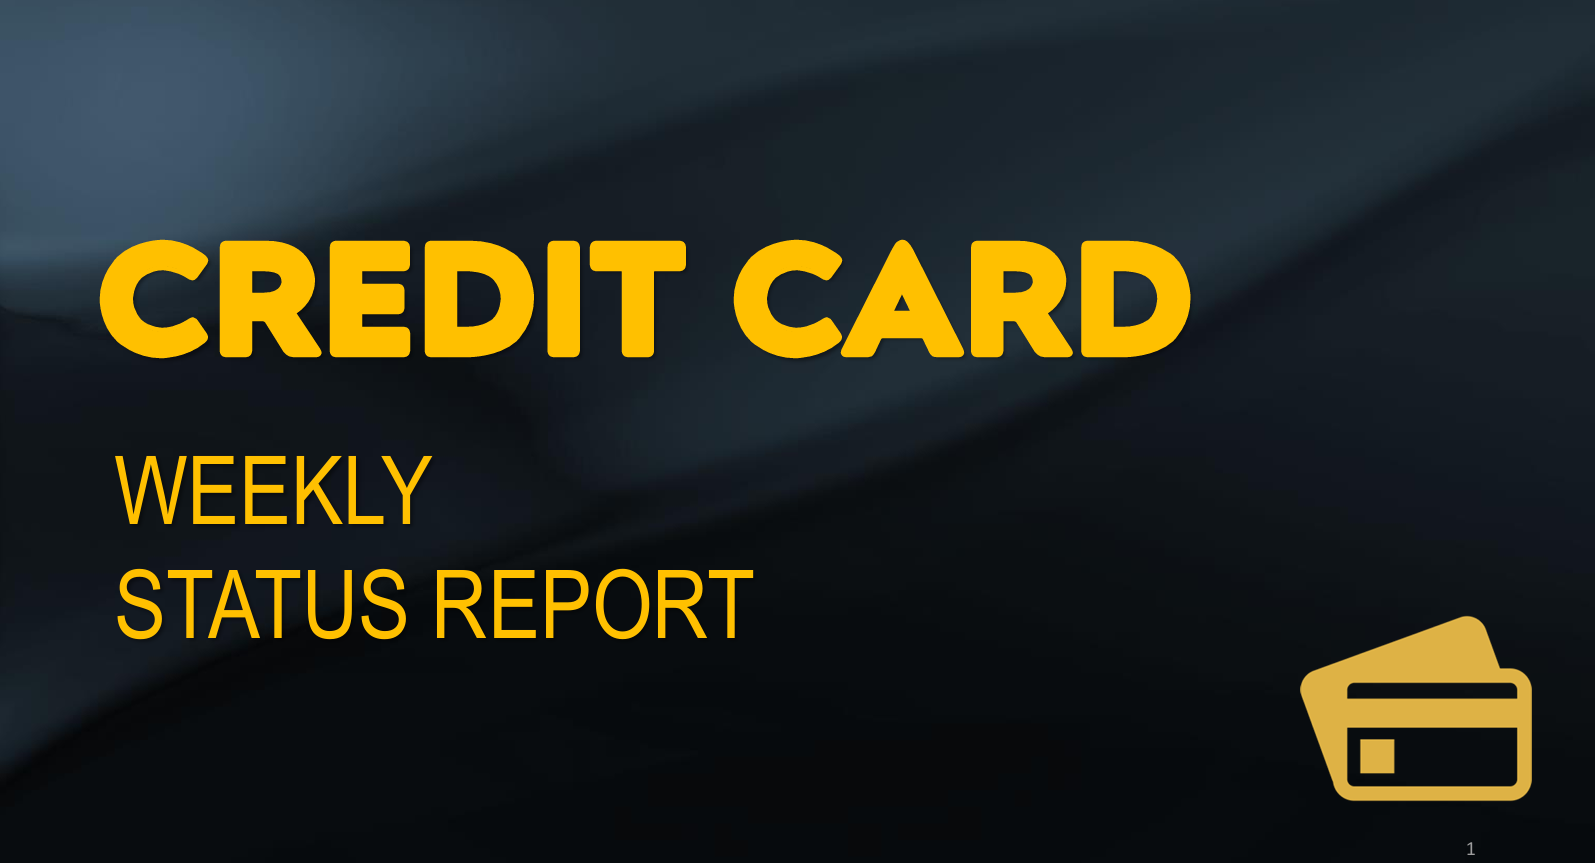 CREDIT CARD
WEEKLY
STATUS REPORT
1